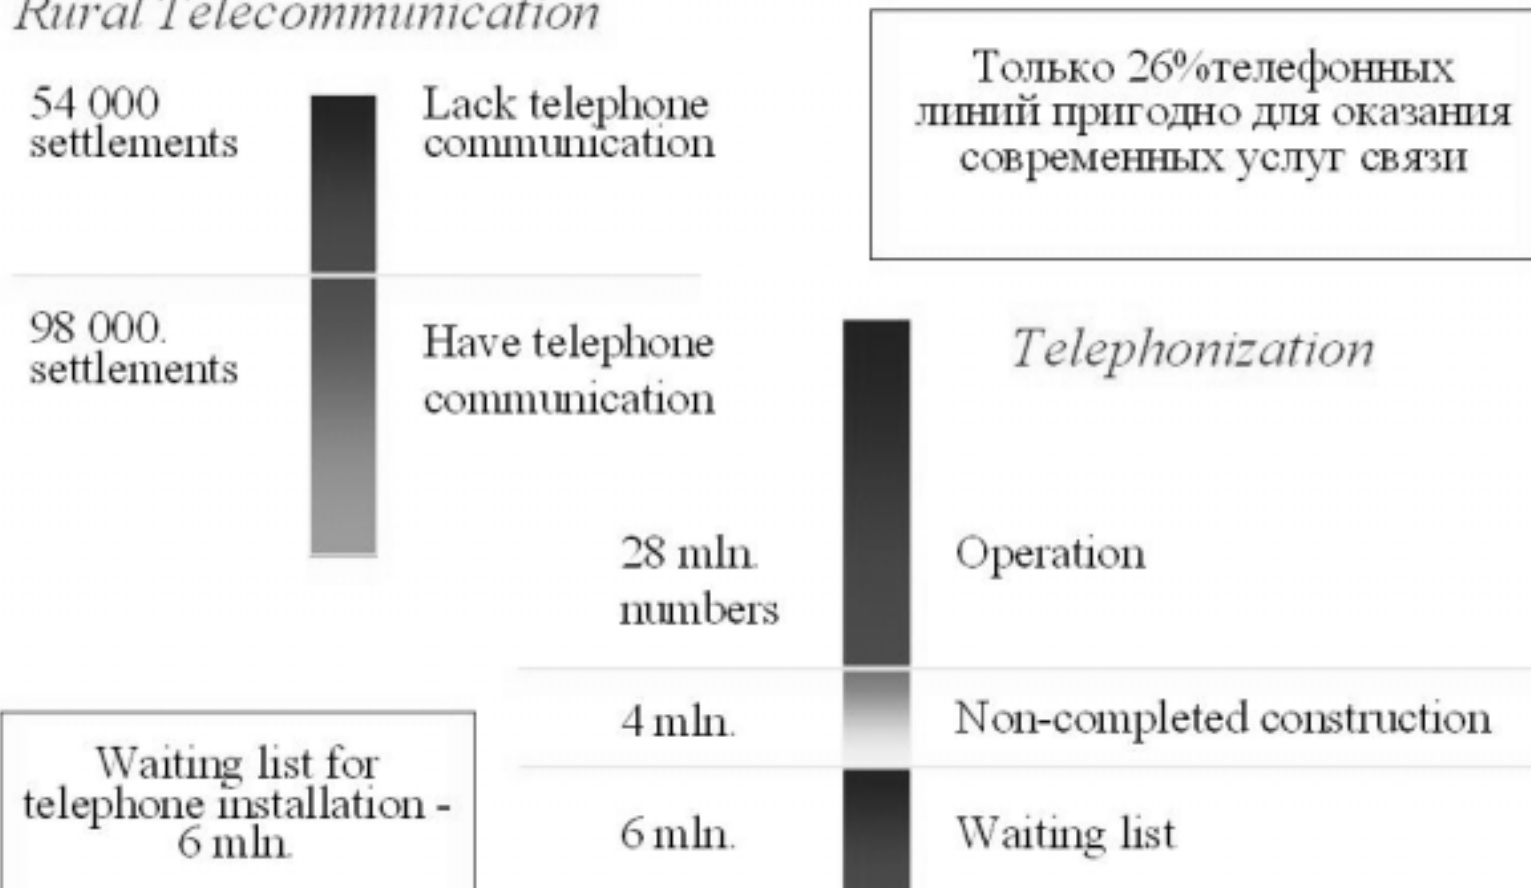 Rural Telecommunication
54 000
settlements
Lack telephone
communication
98 000.
settlements
Have telephone
communication
Только 26%телефонных
линий пригодно для оказания
современных услуг связи
Telephonization
28 mln.
numbers
Operation
4 mln.
Non-completed construction
6 mln.
Waiting list
Waiting list for
telephone installation -
6 mln.